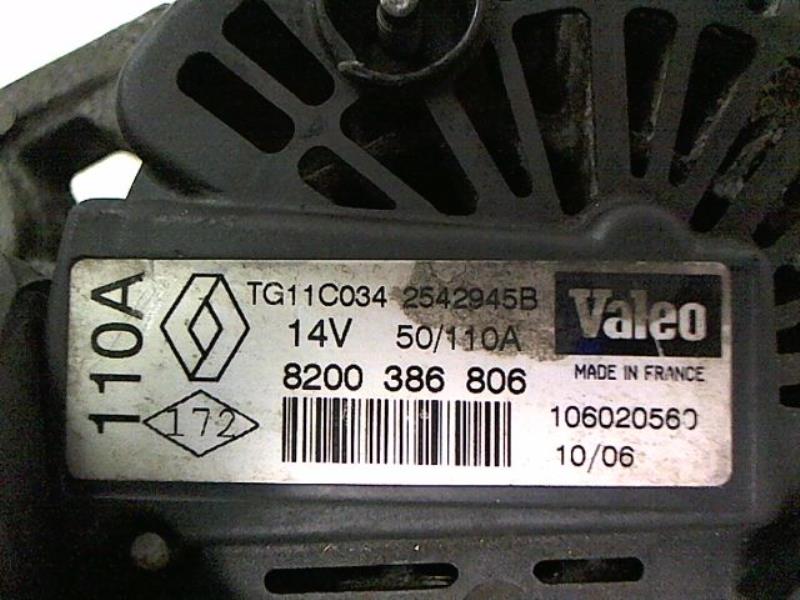 110A
TG11C034 2542945B
Valeo
14V 50/110A
MADE IN FRANCE
8200 386 806
172
106020560
10/06